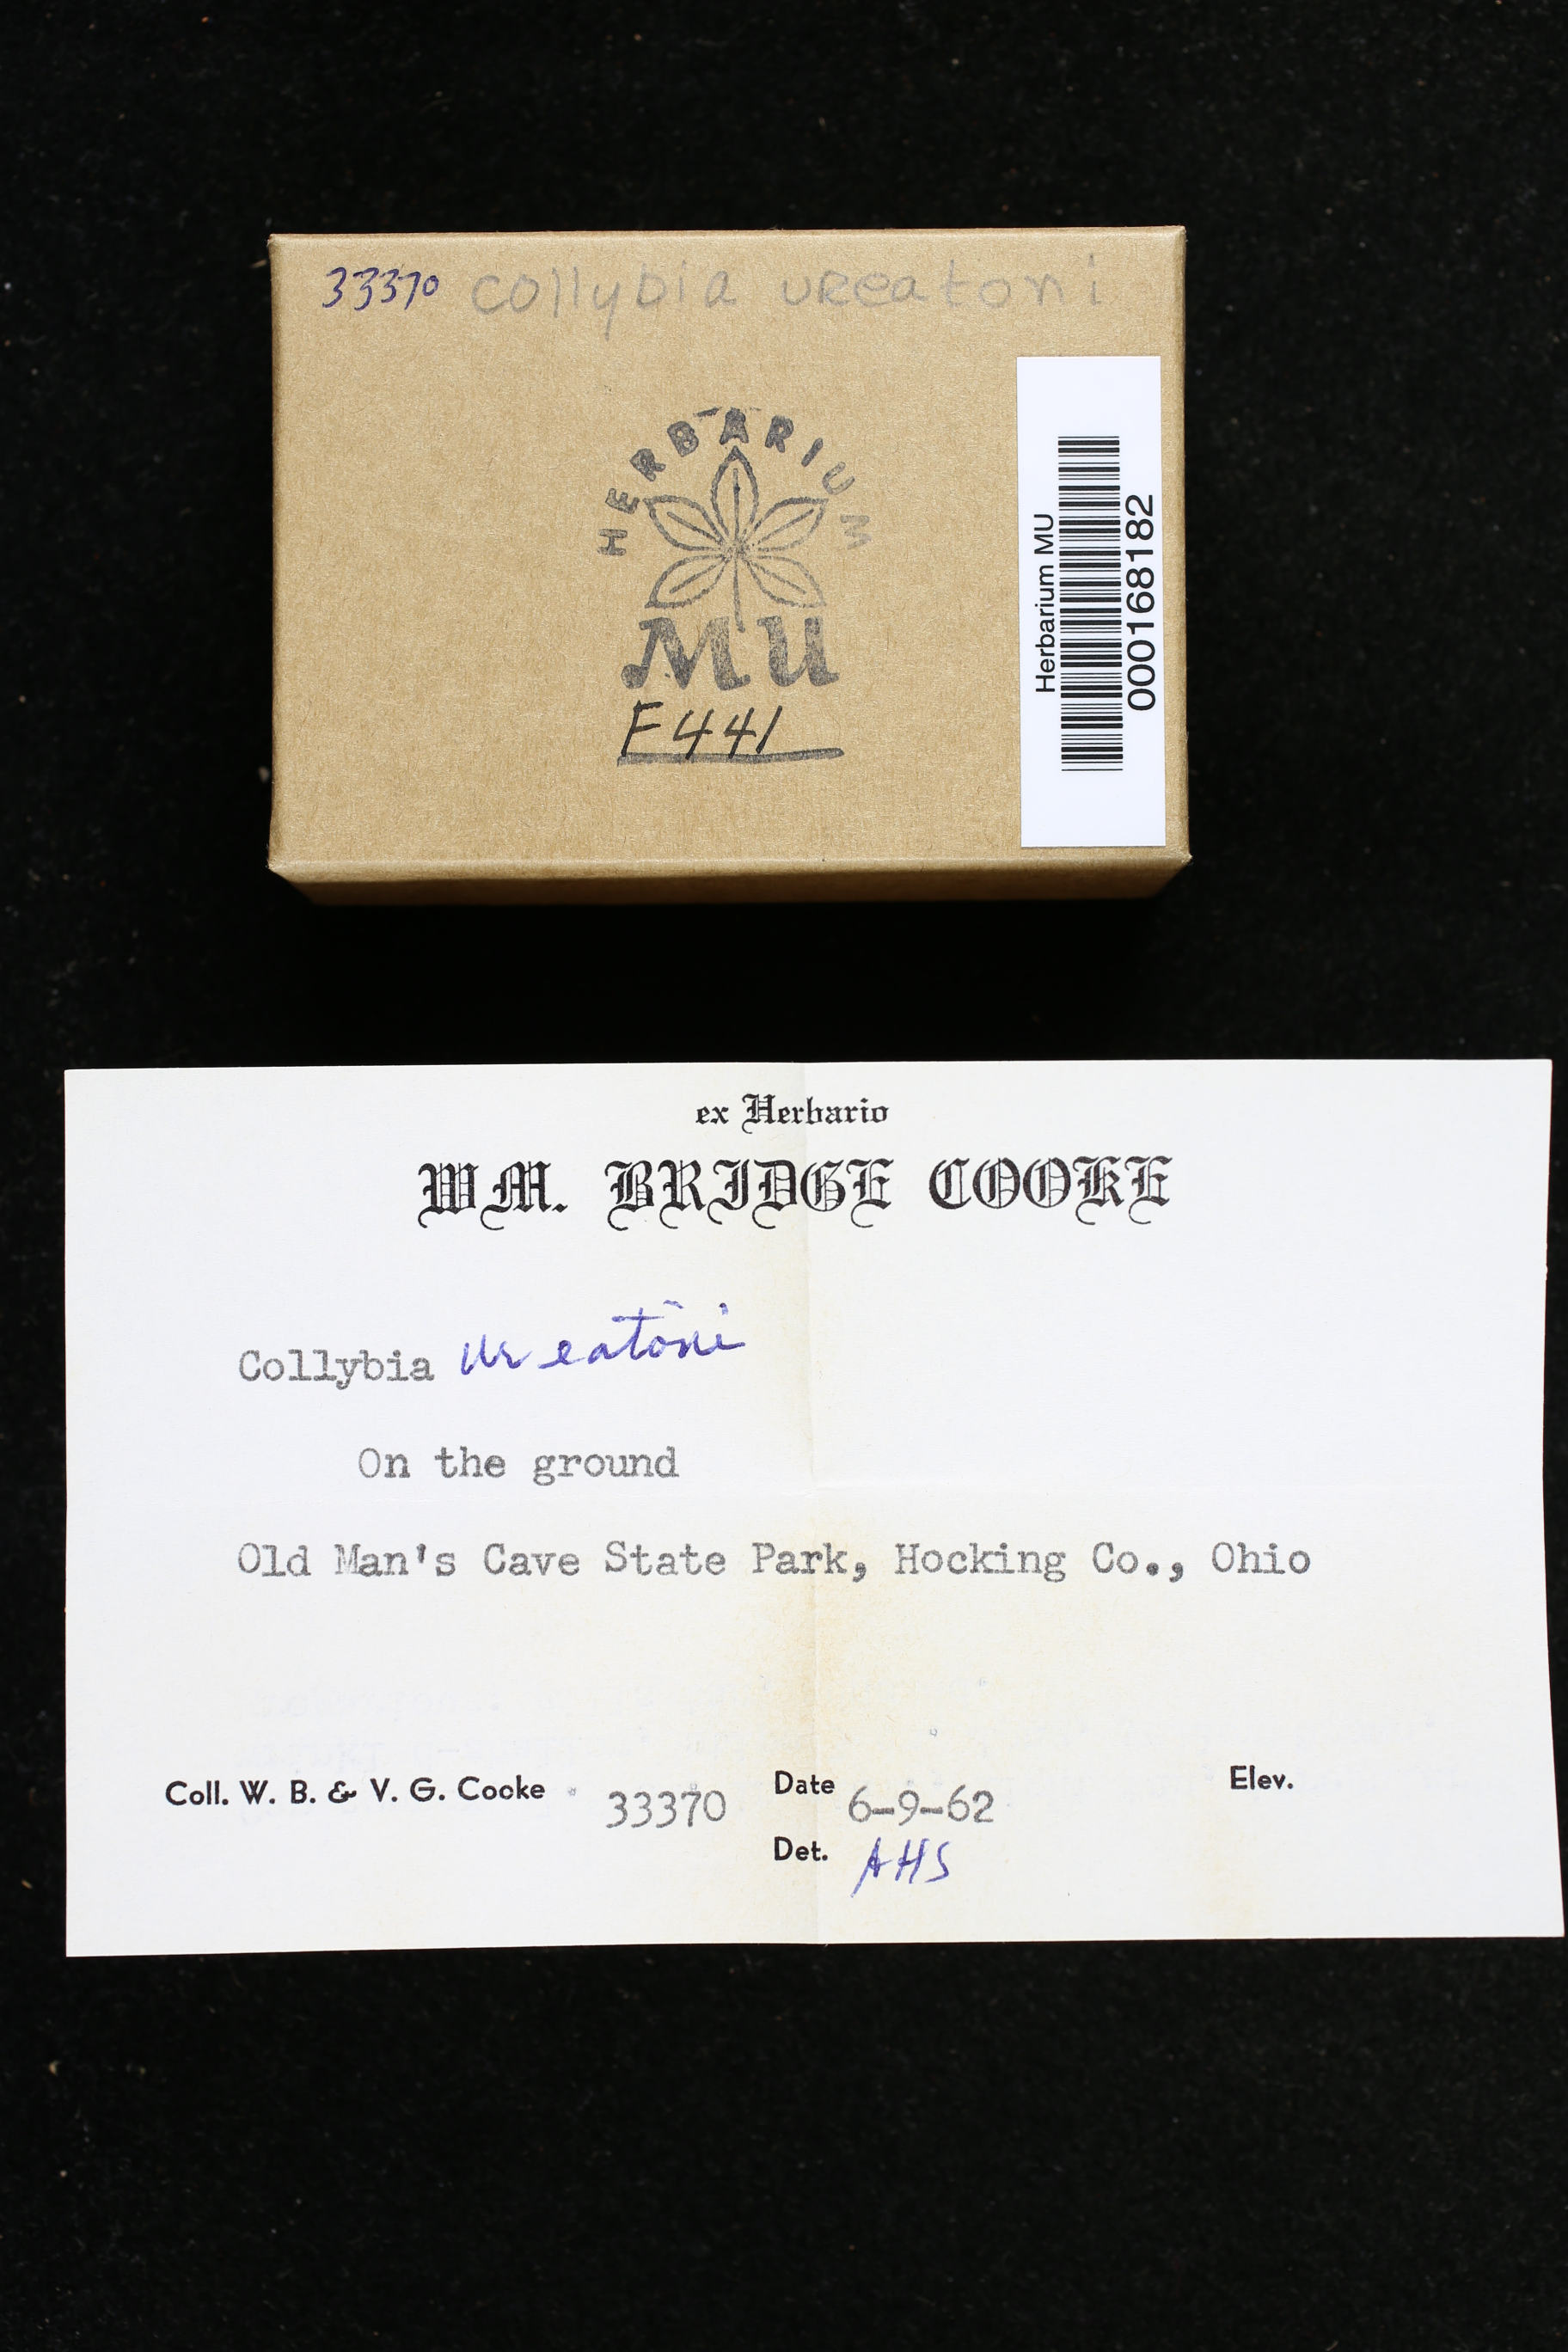 33370 Collybia ureatoni
HERBARIUM
MU
F441
Herbarium MU
000168182
ex Herbario
WM. BRIDGE COOKE
Collybia ureatoni
On the ground
Old Man's Cave State Park, Hocking Co., Ohio
Coll. W. B. & V. G. Cooke 33370 Date 6-9-62 Elev.
Det. AHS